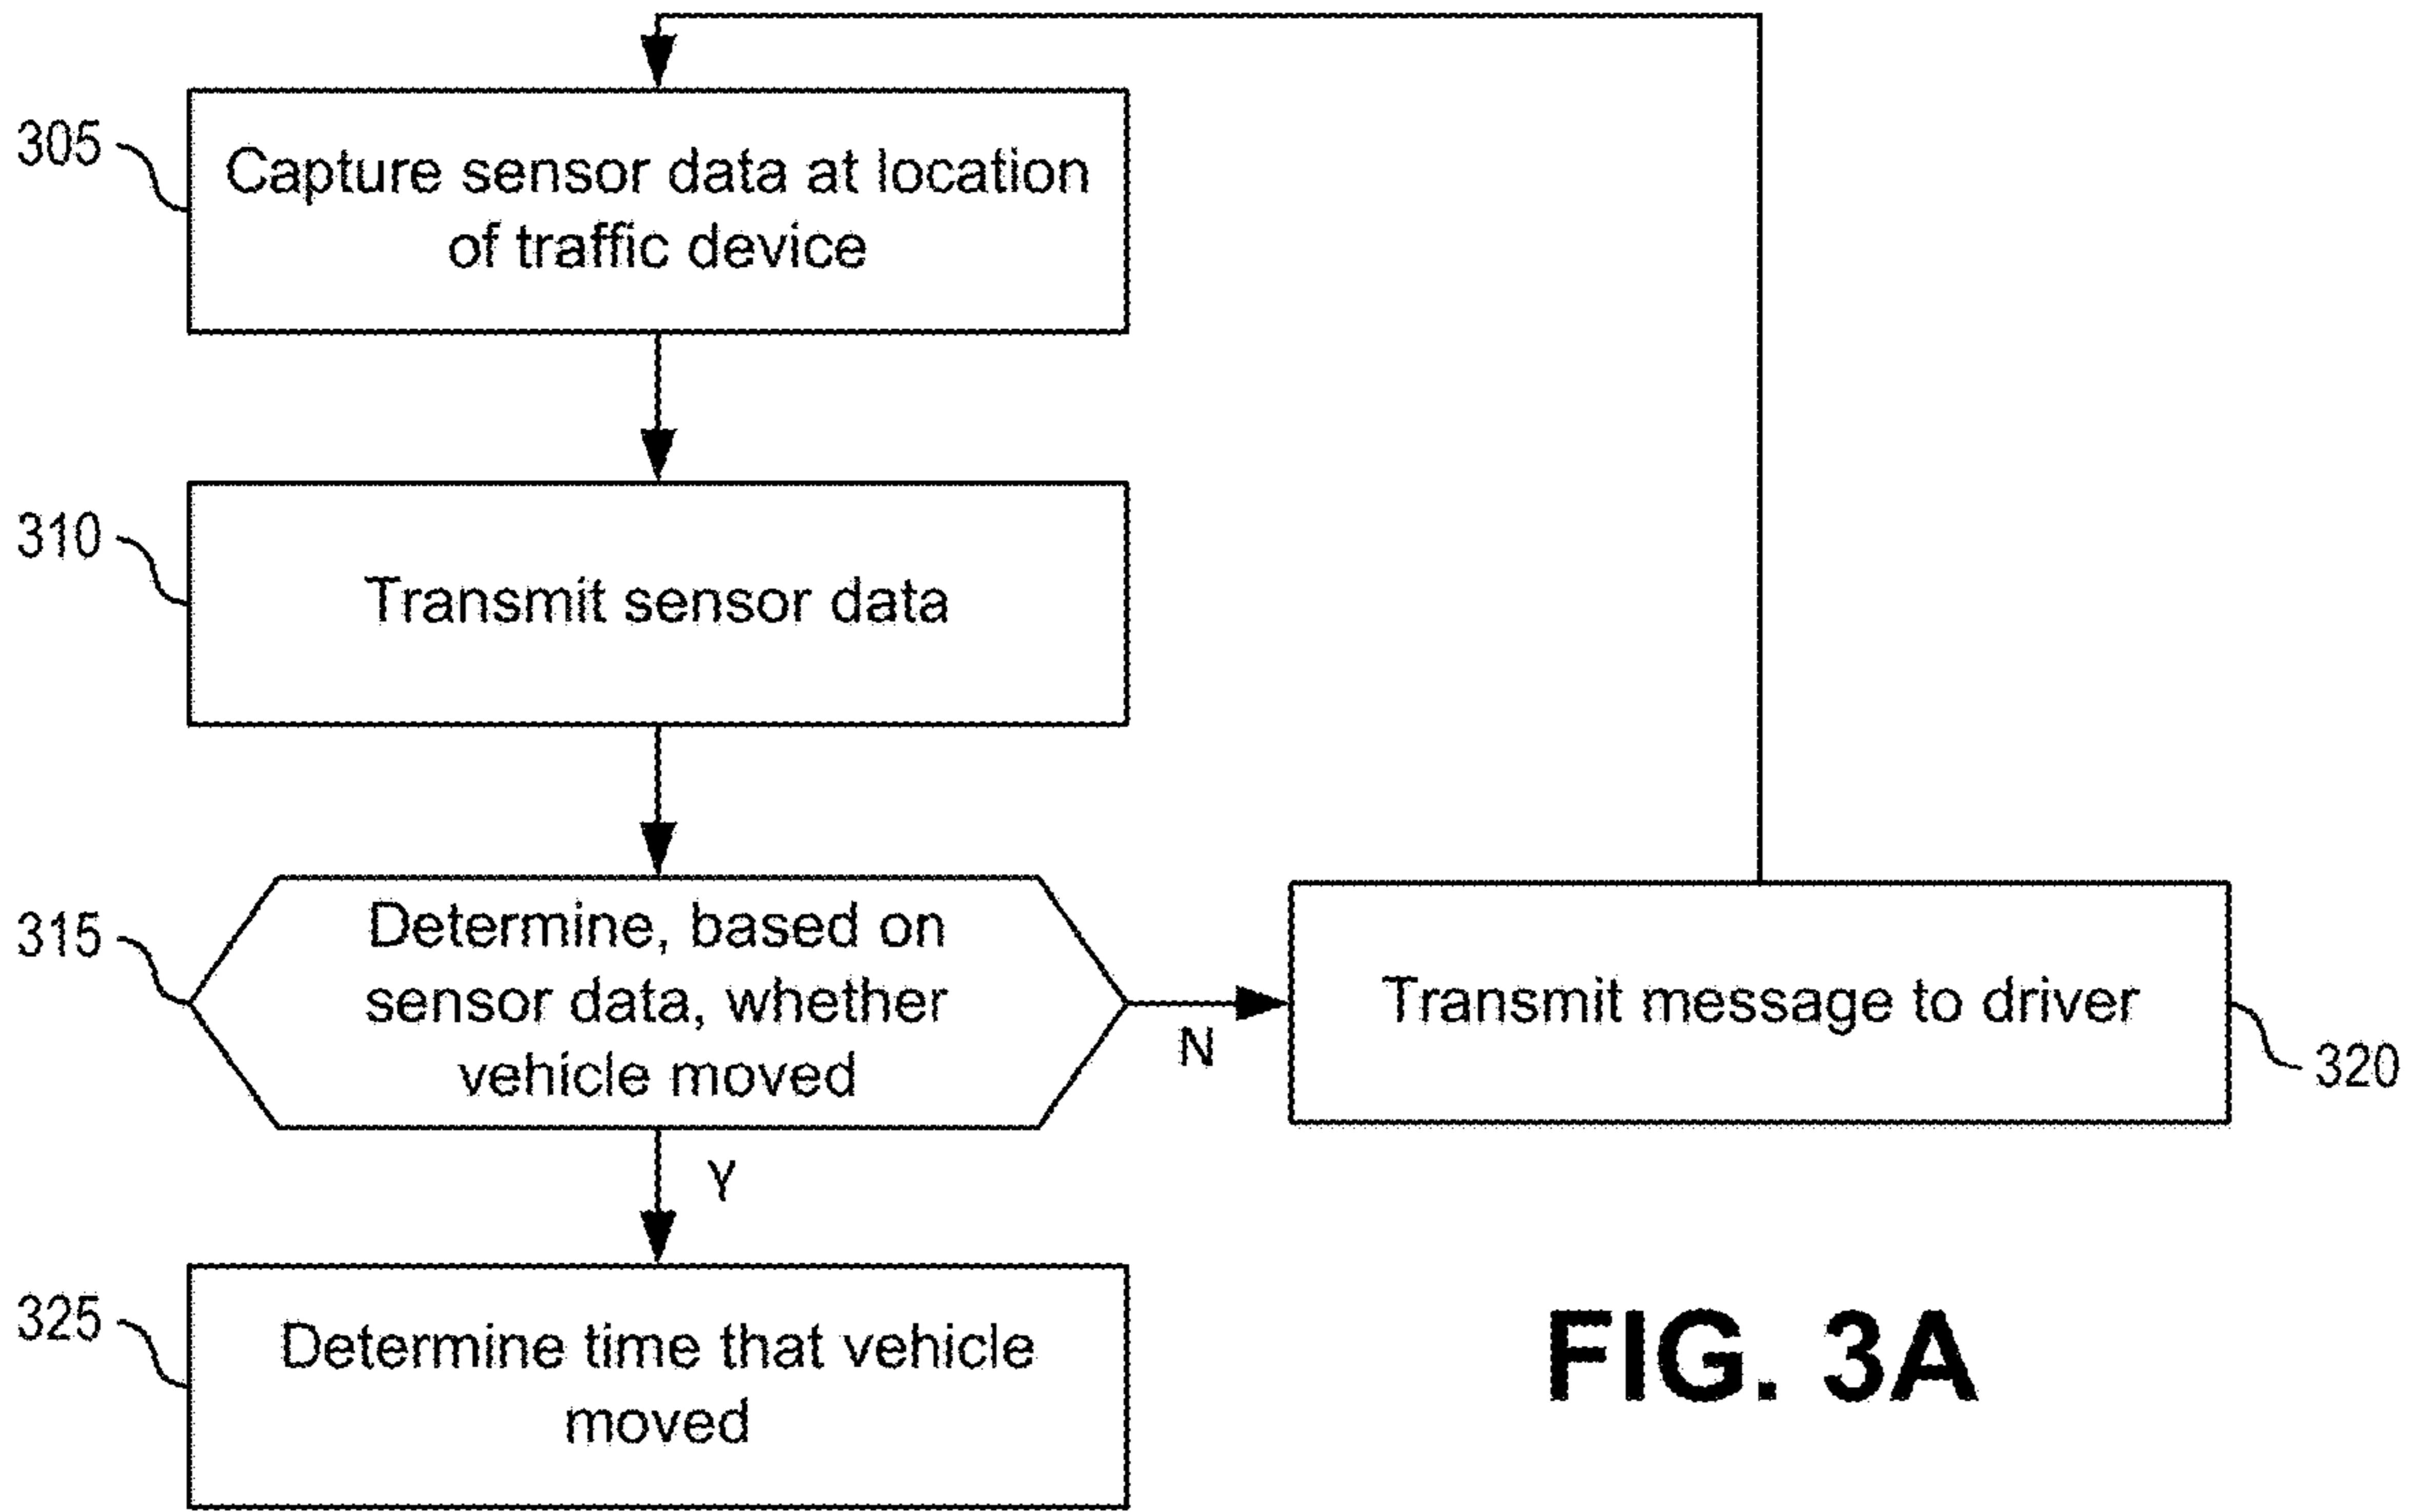 305
Capture sensor data at location
of traffic device
310
Transmit sensor data
315
Determine, based on
sensor data, whether
vehicle moved
N
Transmit message to driver
320
Y
325
Determine time that vehicle
moved
FIG. 3A